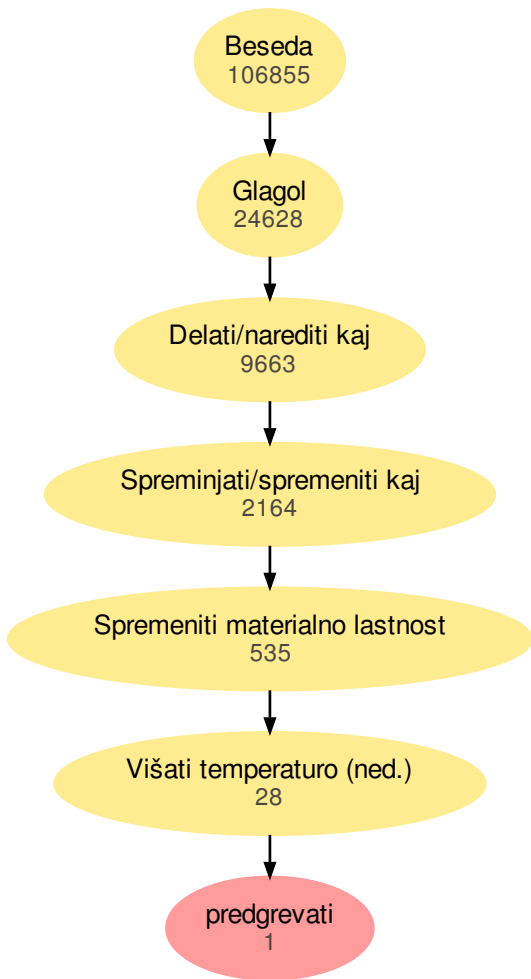 Beseda
106855
Glagol
24628
Delati/narediti kaj
9663
Spreminjati/spremeniti kaj
2164
Spremeniti materialno lastnost
535
Višati temperaturo (ned.)
28
predgrevati
1